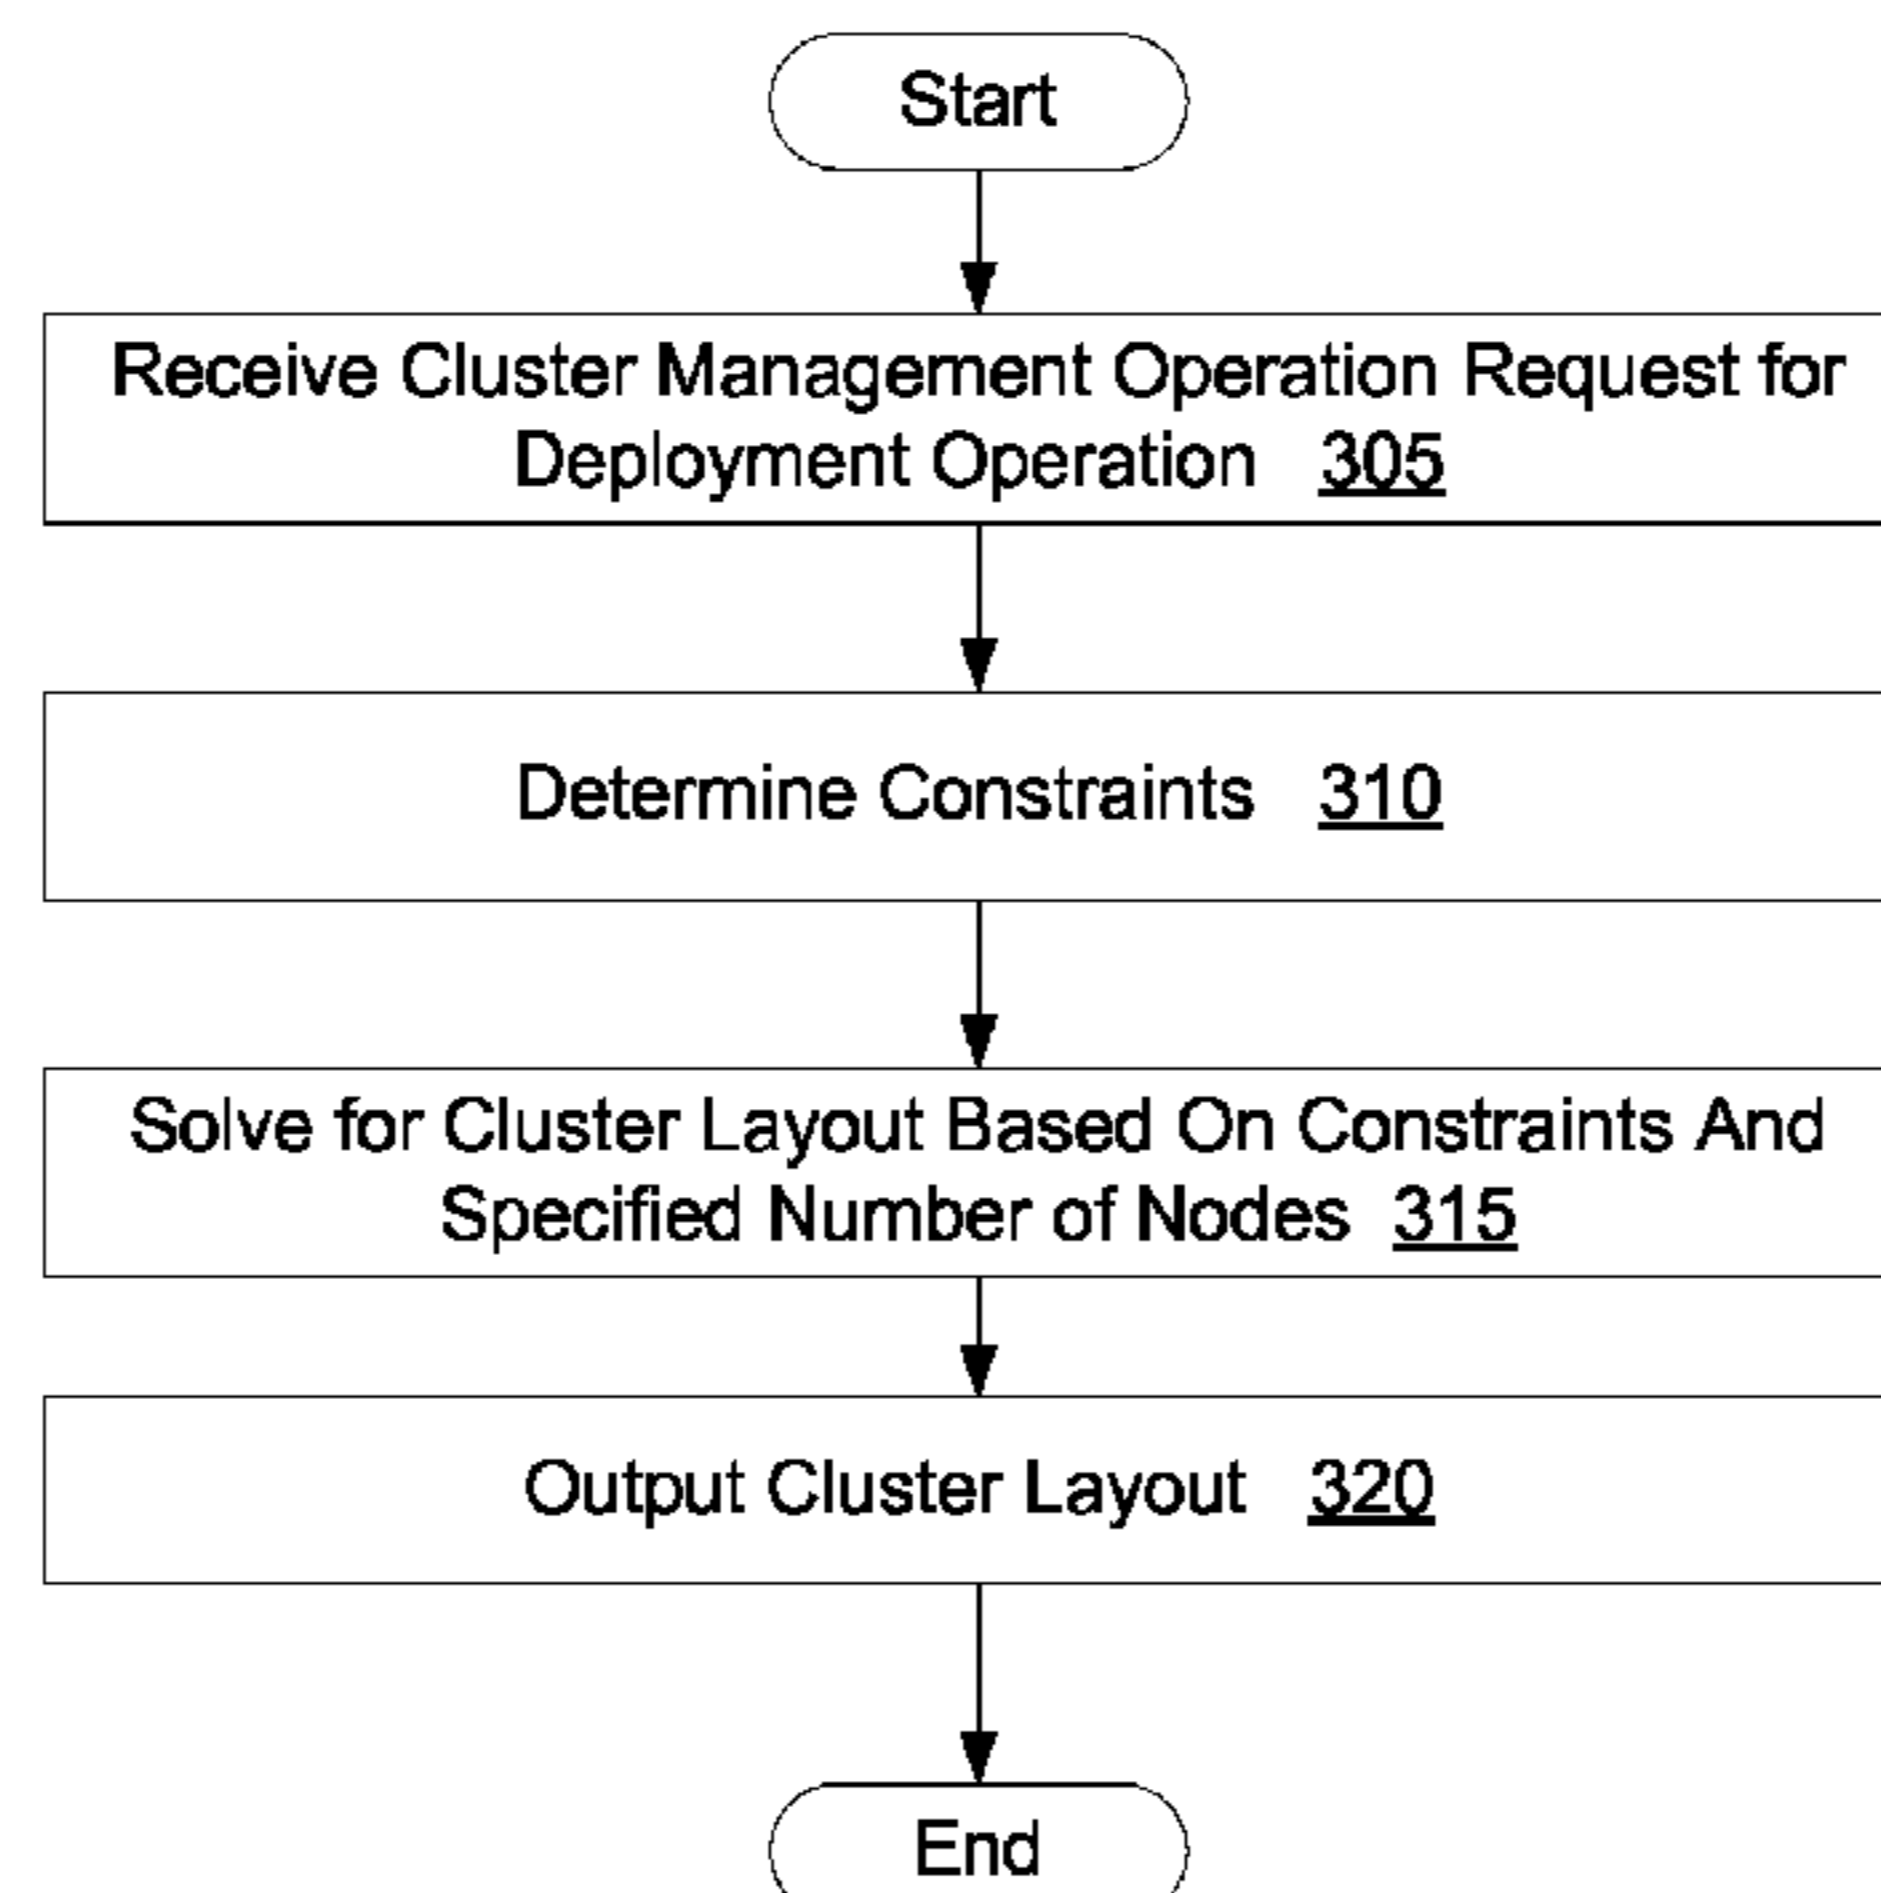 Start
Receive Cluster Management Operation Request for
Deployment Operation 305
Determine Constraints 310
Solve for Cluster Layout Based On Constraints And
Specified Number of Nodes 315
Output Cluster Layout 320
End